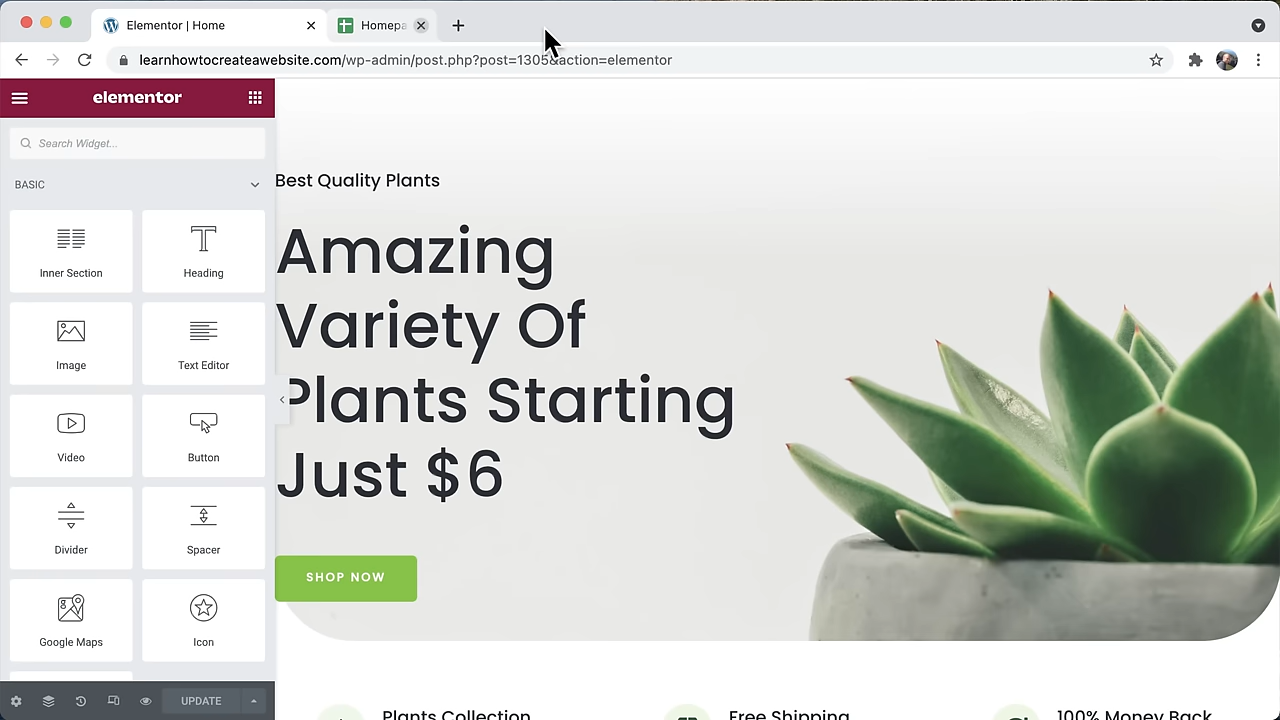 Elementor | Home
Homepa
learnhowtocreateawebsite.com/wp-admin/post.php?post=1305&action=elementor
elementor
Search Widget...
BASIC
Inner Section
Heading
Image
Text Editor
Video
Button
Divider
Spacer
Google Maps
Icon
UPDATE
Best Quality Plants
Amazing
Variety Of
Plants Starting
Just $6
SHOP NOW
Plants Collection
Free Shipping
100% Money Back